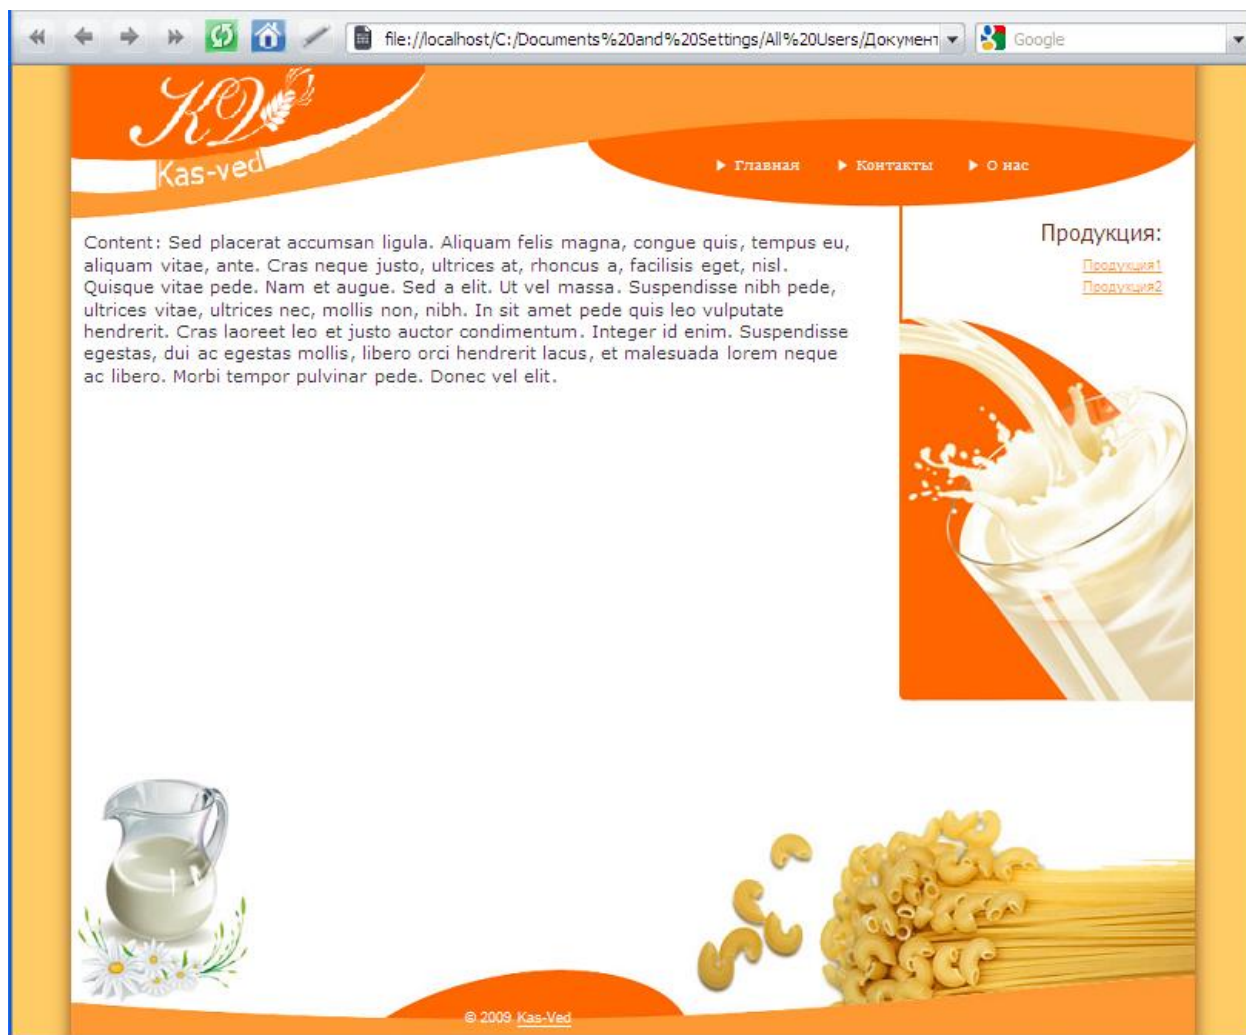 file://localhost/C:/Documents%20and%20Settings/All%20Users/Документ
Google
KV
Kas-ved
Главная
Контакты
О нас
Content: Sed placerat accumsan ligula. Aliquam felis magna, congue quis, tempus eu,
aliquam vitae, ante. Cras neque justo, ultrices at, rhoncus a, facilisis eget, nisl.
Quisque vitae pede. Nam et augue. Sed a elit. Ut vel massa. Suspendisse nibh pede,
ultrices vitae, ultrices nec, mollis non, nibh. In sit amet pede quis leo vulputate
hendrerit. Cras laoreet leo et justo auctor condimentum. Integer id enim. Suspendisse
egestas, dui ac egestas mollis, libero orci hendrerit lacus, et malesuada lorem neque
ac libero. Morbi tempor pulvinar pede. Donec vel elit.
Продукция:
Продукция1
Продукция2
© 2009 Kas-Ved